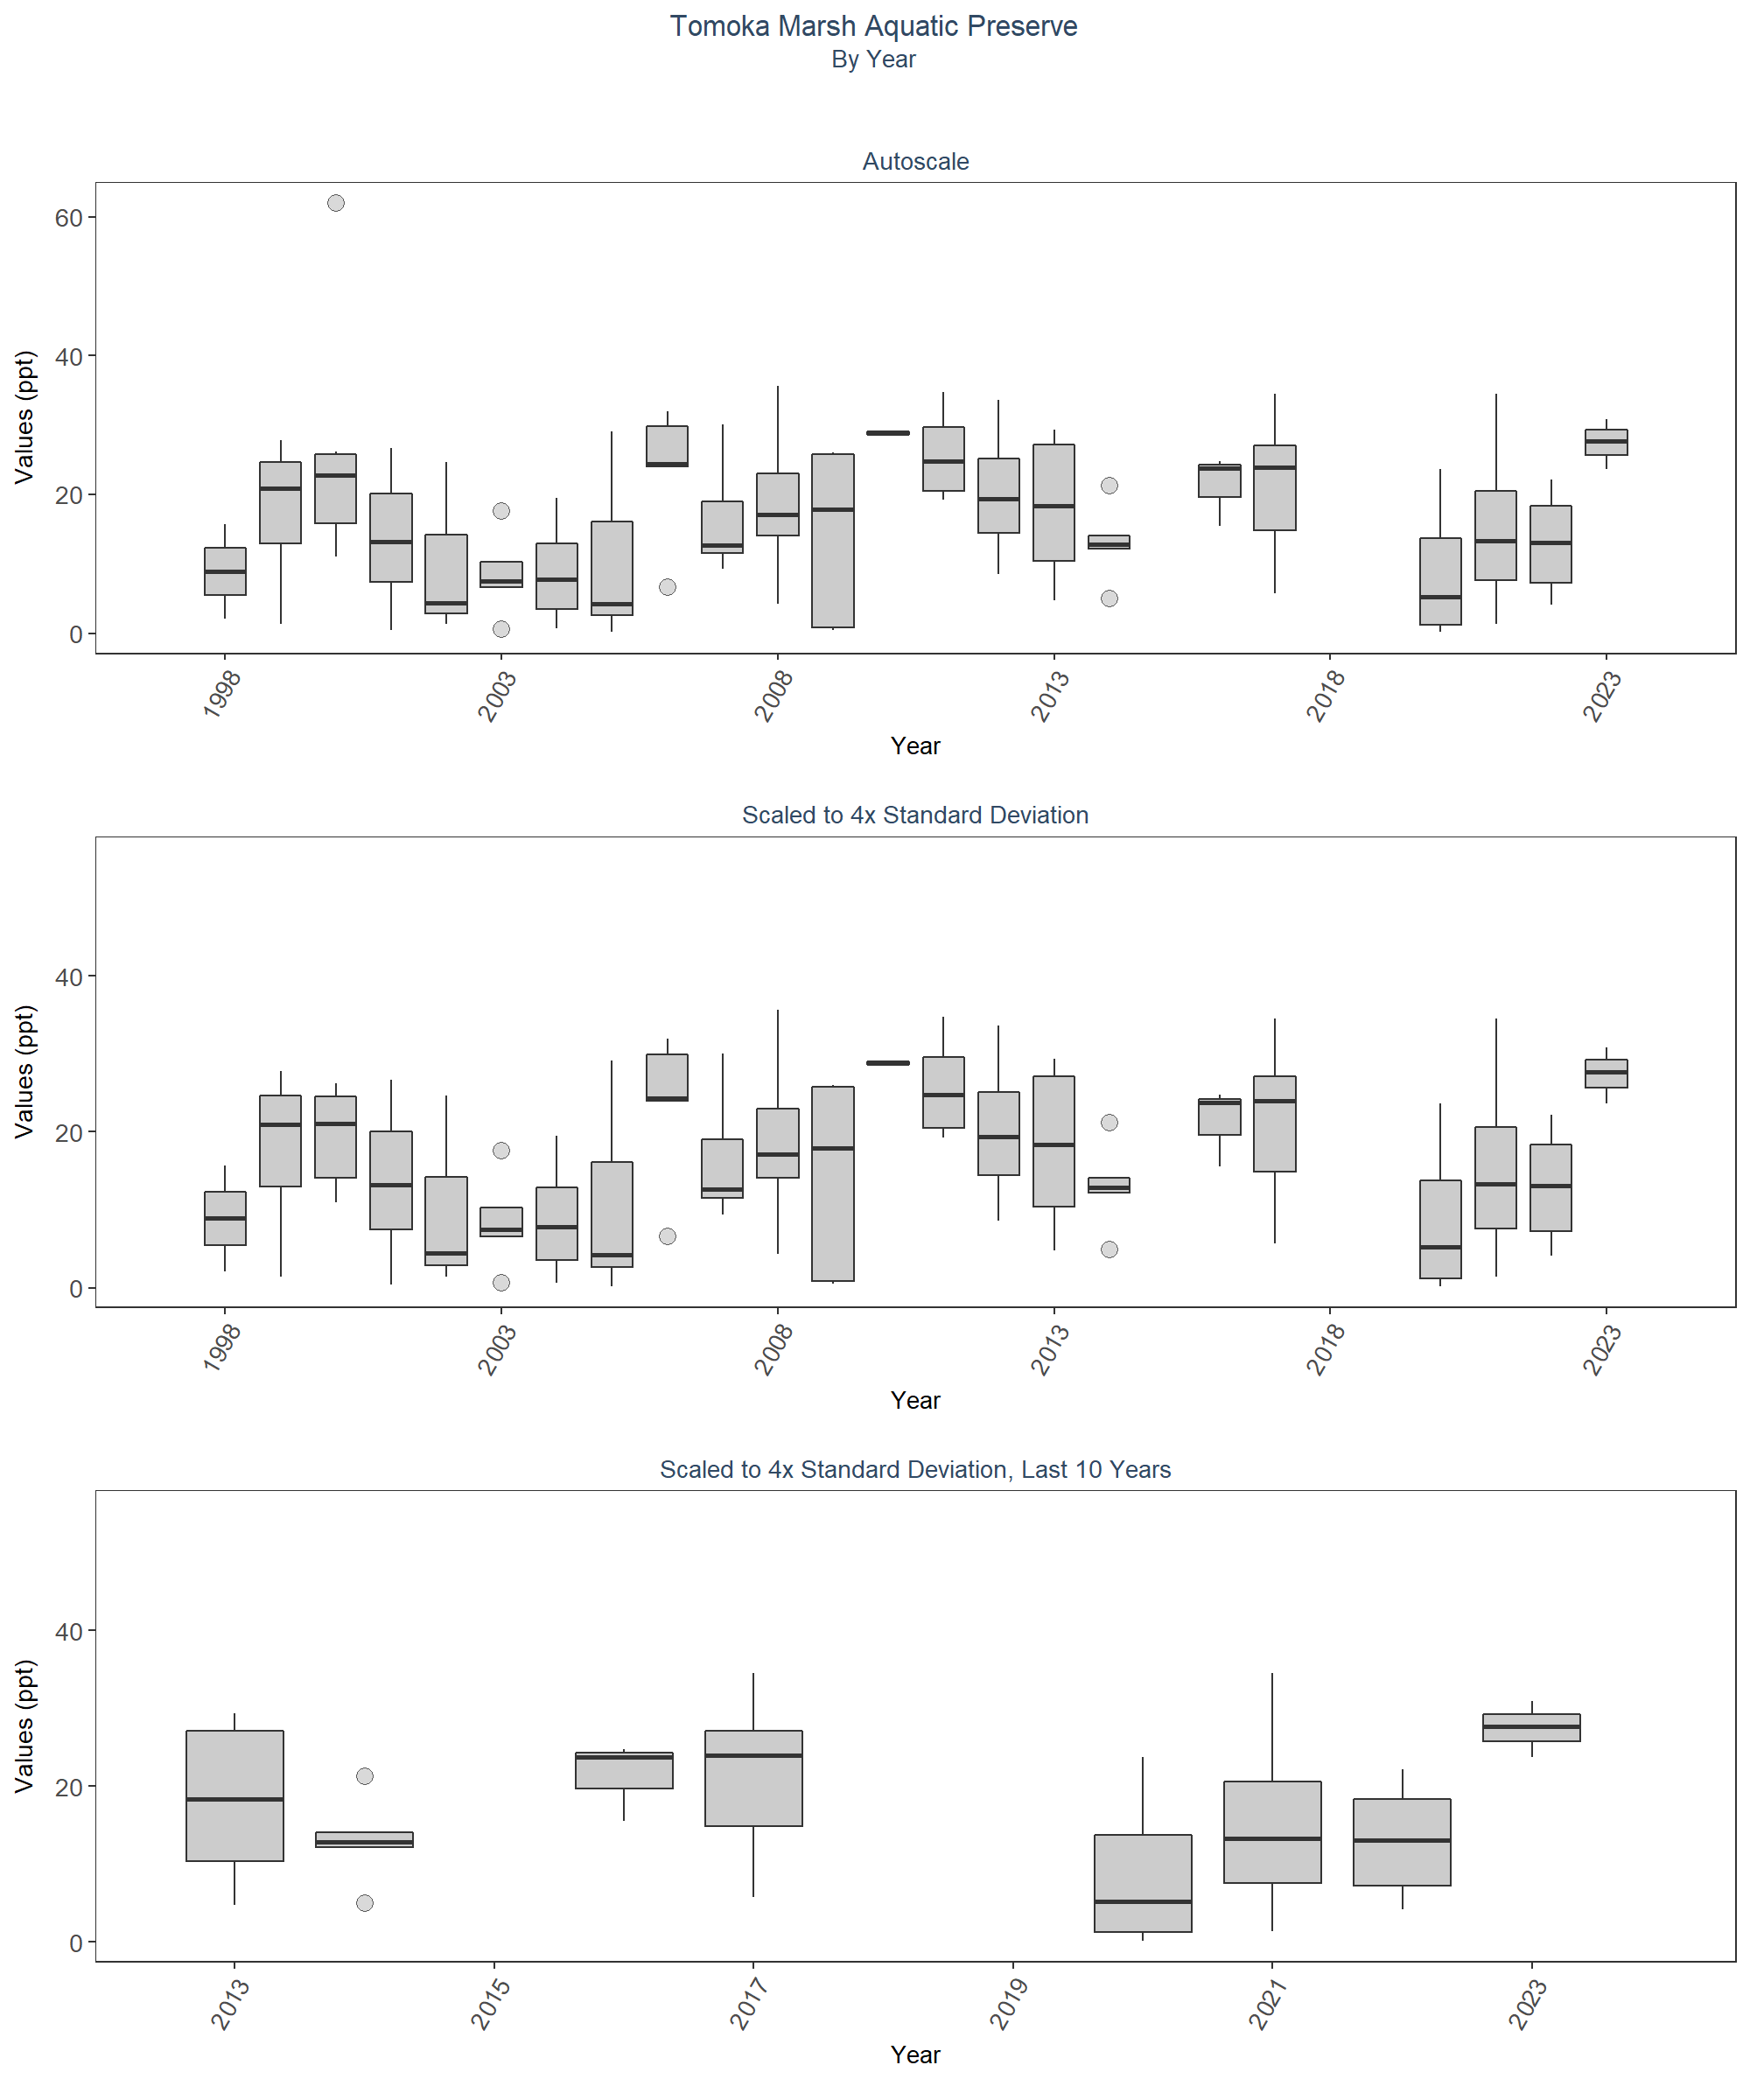 Tomoka Marsh Aquatic Preserve
By Year
Autoscale
Values (ppt)
60
40
20
0
1998 2003 2008 2013 2018 2023
Year
Scaled to 4x Standard Deviation
Values (ppt)
40
20
0
1998 2003 2008 2013 2018 2023
Year
Scaled to 4x Standard Deviation, Last 10 Years
Values (ppt)
40
20
0
2013 2015 2017 2019 2021 2023
Year